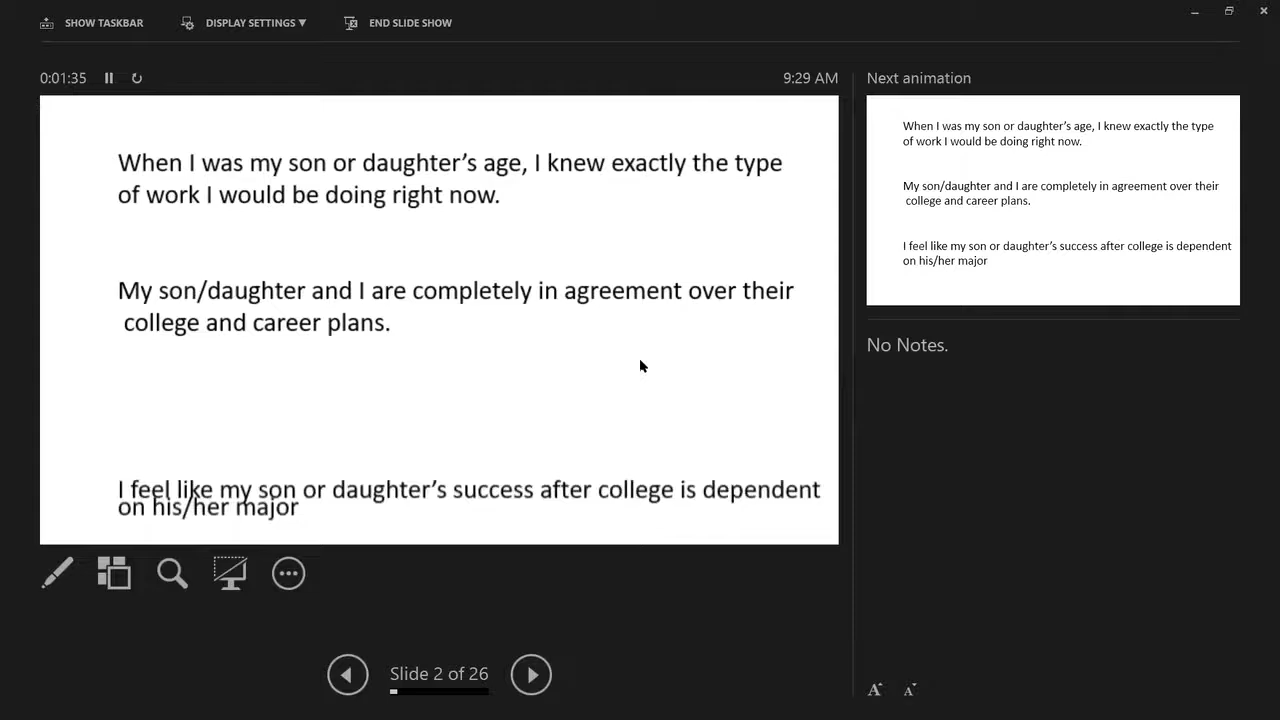 SHOW TASKBAR
DISPLAY SETTINGS ▼
END SLIDE SHOW
0:01:35
9:29 AM
When I was my son or daughter’s age, I knew exactly the type
of work I would be doing right now.
My son/daughter and I are completely in agreement over their
college and career plans.
I feel like my son or daughter’s success after college is dependent
on his/her major
Slide 2 of 26
Next animation
When I was my son or daughter’s age, I knew exactly the type
of work I would be doing right now.
My son/daughter and I are completely in agreement over their
college and career plans.
I feel like my son or daughter’s success after college is dependent
on his/her major
No Notes.
A A